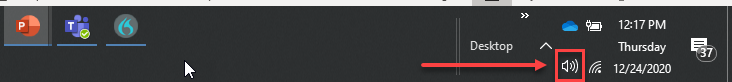 P
T
»
12:17 PM
Desktop
Thursday
37
12/24/2020